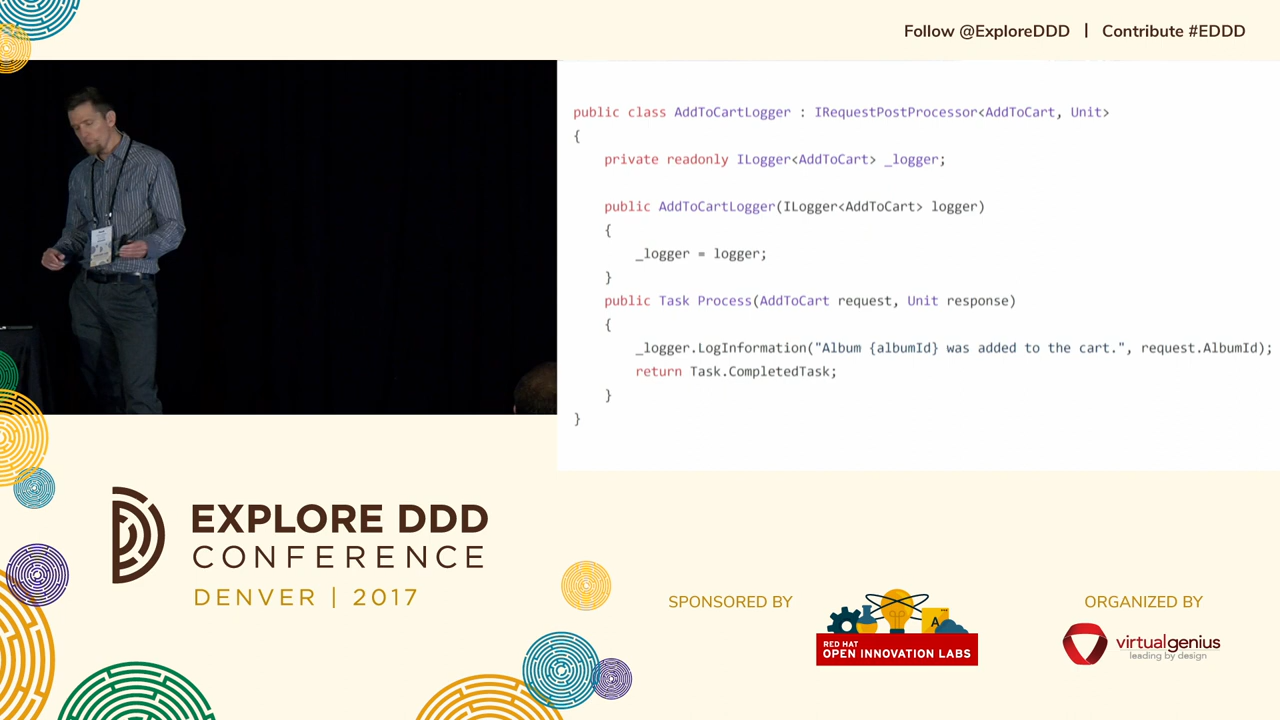 Follow @ExploreDDD | Contribute #EDDD
public class AddToCartLogger : IRequestPostProcessor<AddToCart, Unit>
{
    private readonly ILogger<AddToCart> _logger;
    public AddToCartLogger(ILogger<AddToCart> logger)
    {
        _logger = logger;
    }
    public Task Process(AddToCart request, Unit response)
    {
        _logger.LogInformation("Album {albumId} was added to the cart.", request.AlbumId);
        return Task.CompletedTask;
    }
}
EXPLORE DDD
CONFERENCE
DENVER | 2017
SPONSORED BY
A
RED HAT
OPEN INNOVATION LABS
ORGANIZED BY
virtualgenius
leading by design